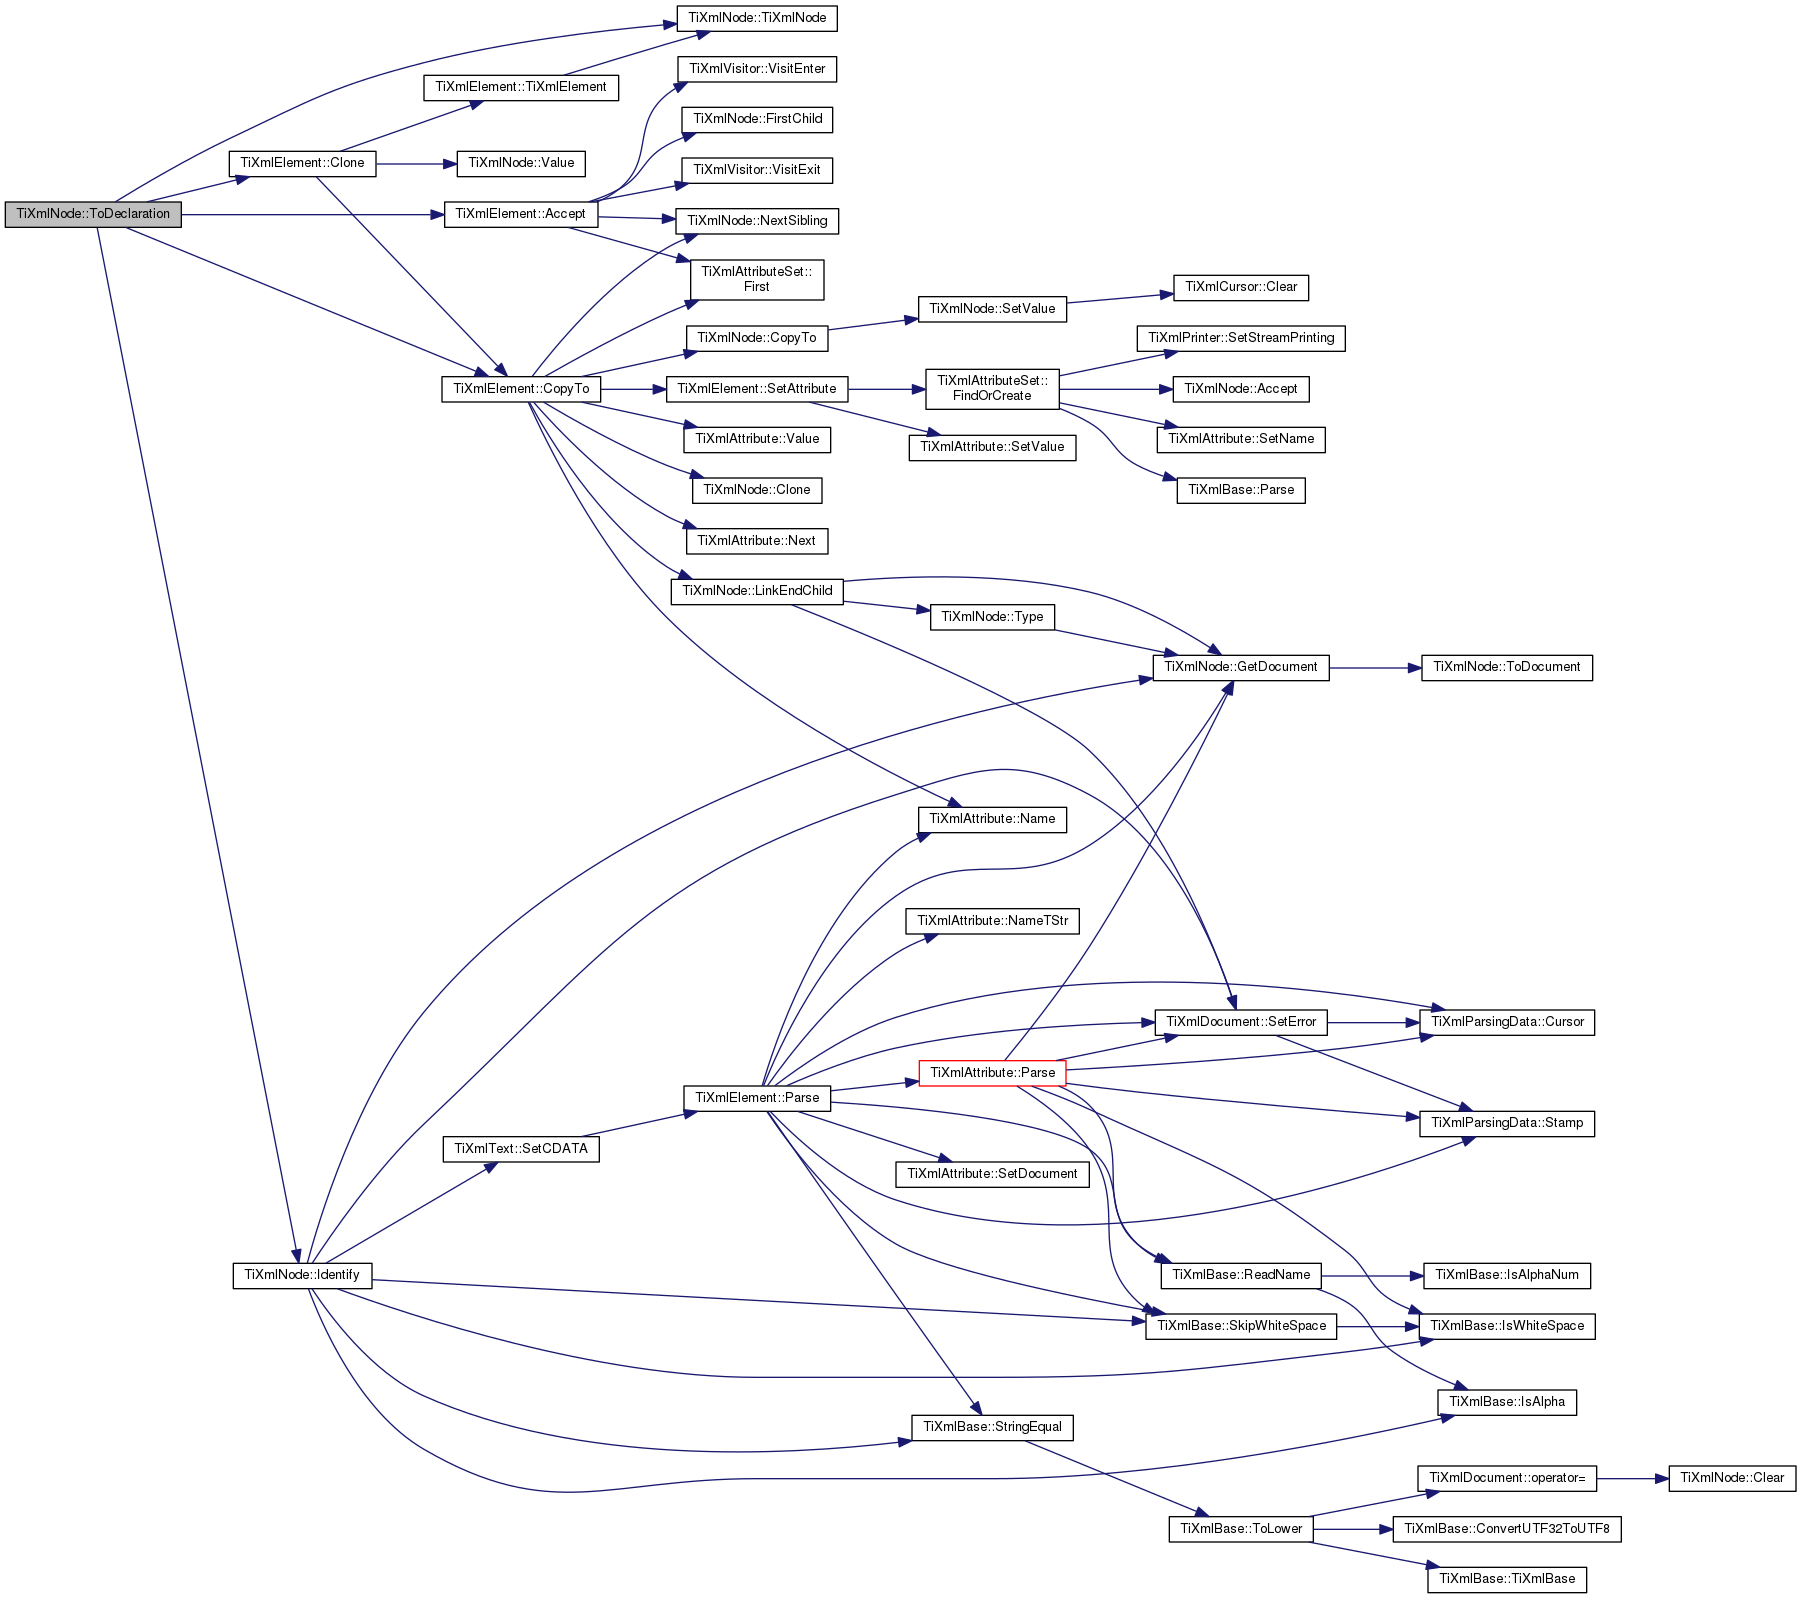 TiXmlNode::TiXmlNode
TiXmlVisitor::VisitEnter
TiXmlElement::TiXmlElement
TiXmlNode::FirstChild
TiXmlElement::Clone
TiXmlNode::Value
TiXmlVisitor::VisitExit
TiXmlNode::ToDeclaration
TiXmlElement::Accept
TiXmlNode::NextSibling
TiXmlAttributeSet::
First
TiXmlCursor::Clear
TiXmlNode::SetValue
TiXmlNode::CopyTo
TiXmlPrinter::SetStreamPrinting
TiXmlElement::CopyTo
TiXmlElement::SetAttribute
TiXmlAttributeSet::
FindOrCreate
TiXmlNode::Accept
TiXmlAttribute::Value
TiXmlAttribute::SetValue
TiXmlAttribute::SetName
TiXmlNode::Clone
TiXmlBase::Parse
TiXmlAttribute::Next
TiXmlNode::LinkEndChild
TiXmlNode::Type
TiXmlNode::GetDocument
TiXmlNode::ToDocument
TiXmlAttribute::Name
TiXmlAttribute::NameTStr
TiXmlDocument::SetError
TiXmlParsingData::Cursor
TiXmlAttribute::Parse
TiXmlElement::Parse
TiXmlParsingData::Stamp
TiXmlText::SetCDATA
TiXmlAttribute::SetDocument
TiXmlNode::Identify
TiXmlBase::ReadName
TiXmlBase::IsAlphaNum
TiXmlBase::SkipWhiteSpace
TiXmlBase::IsWhiteSpace
TiXmlBase::IsAlpha
TiXmlBase::StringEqual
TiXmlDocument::operator=
TiXmlNode::Clear
TiXmlBase::ToLower
TiXmlBase::ConvertUTF32ToUTF8
TiXmlBase::TiXmlBase